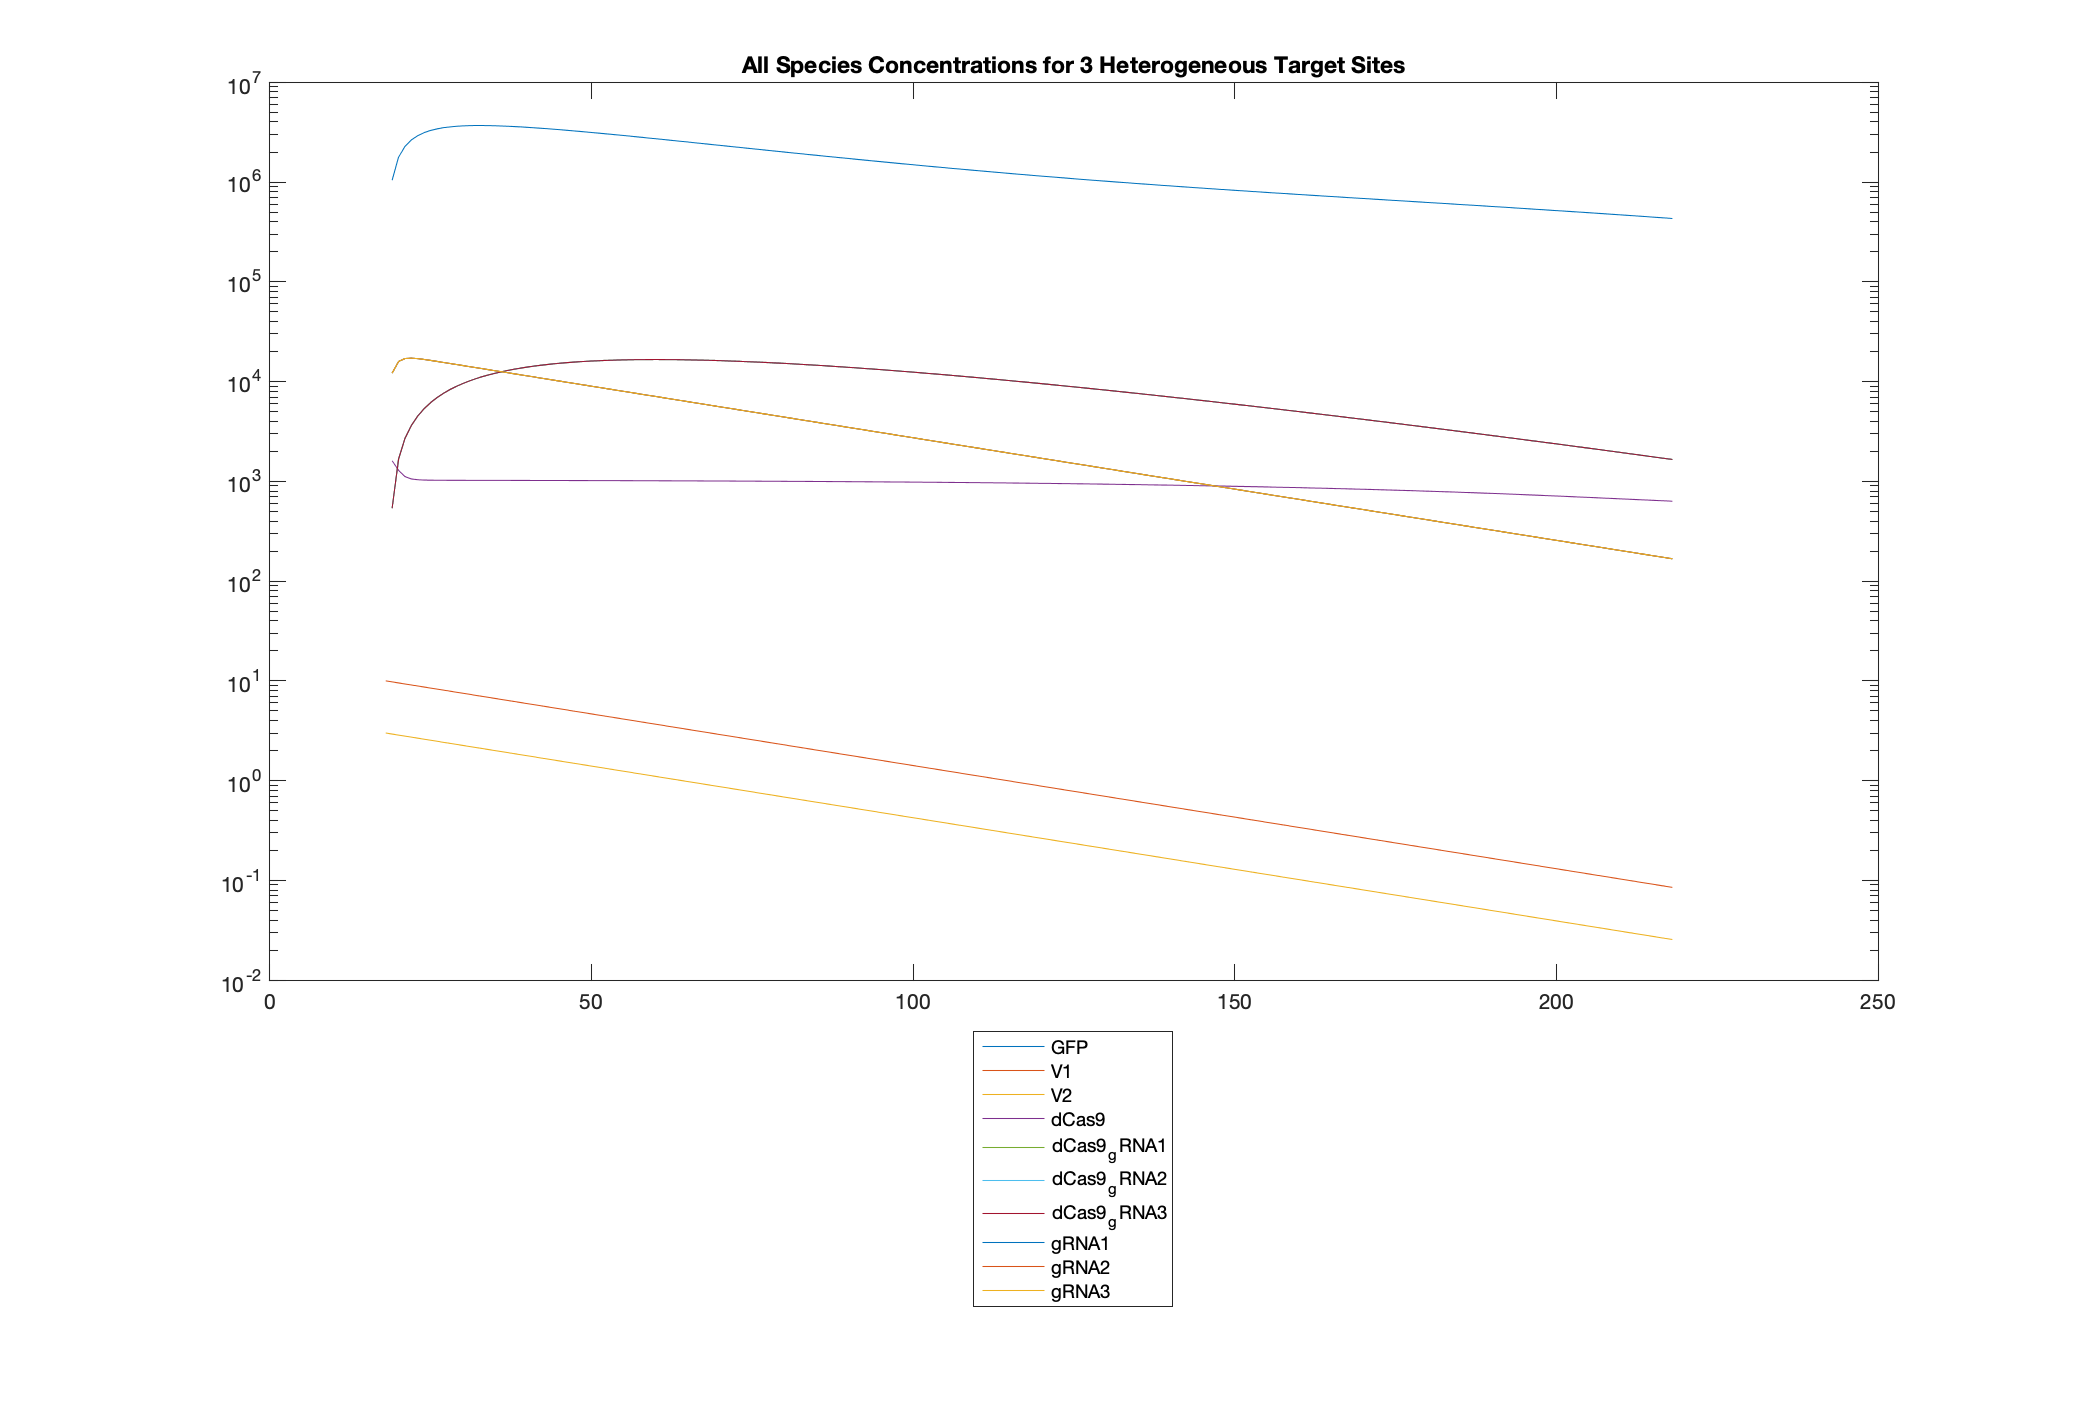 All Species Concentrations for 3 Heterogeneous Target Sites
10^7
10^6
10^5
10^4
10^3
10^2
10^1
10^0
10^-1
10^-2
0 50 100 150 200 250
GFP
V1
V2
dCas9
dCas9_gRNA1
dCas9_gRNA2
dCas9_gRNA3
gRNA1
gRNA2
gRNA3